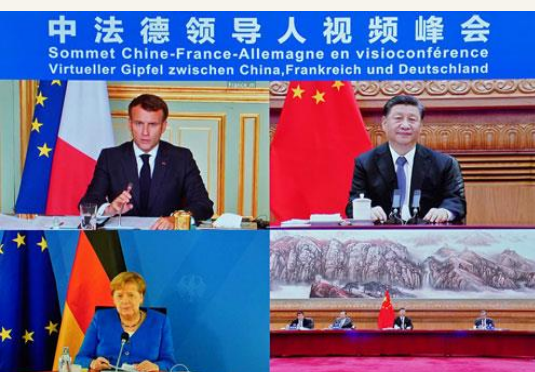 中法德领导人视频峰会
Sommet Chine-France-Allemagne en visioconférence
Virtueller Gipfel zwischen China,Frankreich und Deutschland